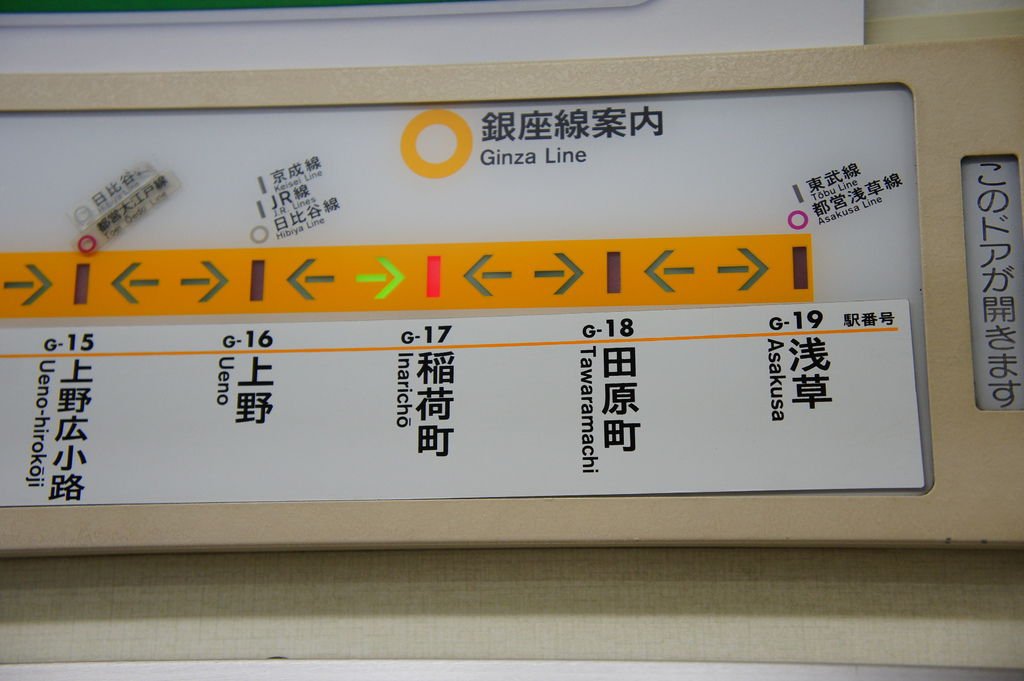 銀座線案内
Ginza Line
日比谷
都営大江戸線
Oedo Line
京成線
Keisei Line
JR線
J.R. Lines
日比谷線
Hibiya Line
東武線
Tōbu Line
都営浅草線
Asakusa Line
G-15
上野広小路
Ueno-hirokōji
G-16
上野
Ueno
G-17
稲荷町
Inarichō
G-18
田原町
Tawaramachi
G-19
浅草
Asakusa
駅番号
このドアが開きます